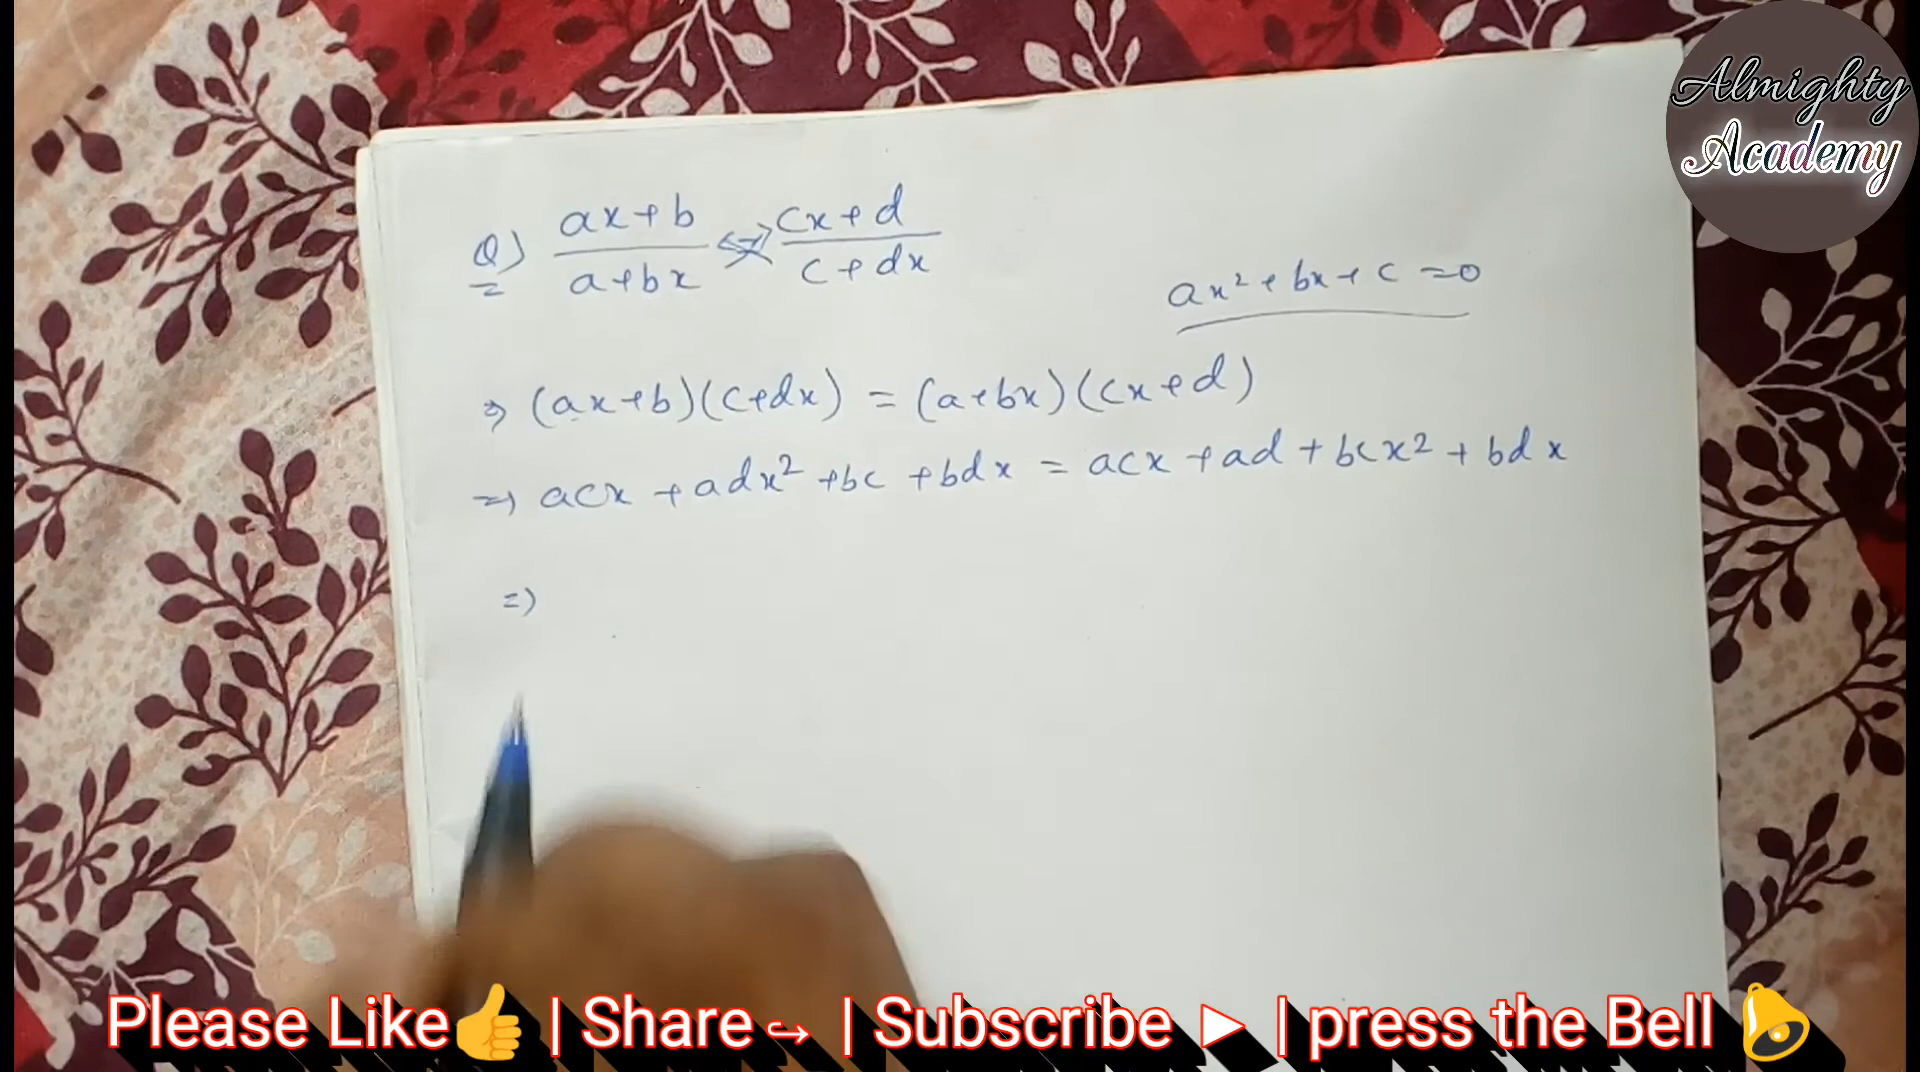 Almighty
Academy
Q) ax+b / a+bx = cx+d / c+dx
ax²+bx+c=0
⇒ (ax+b)(c+dx) = (a+bx)(cx+d)
⇒ acx + adx² + bc + bdx = acx + ad + bcx² + bdx
⇒
Please Like👍 | Share↪ | Subscribe ► | press the Bell 🔔